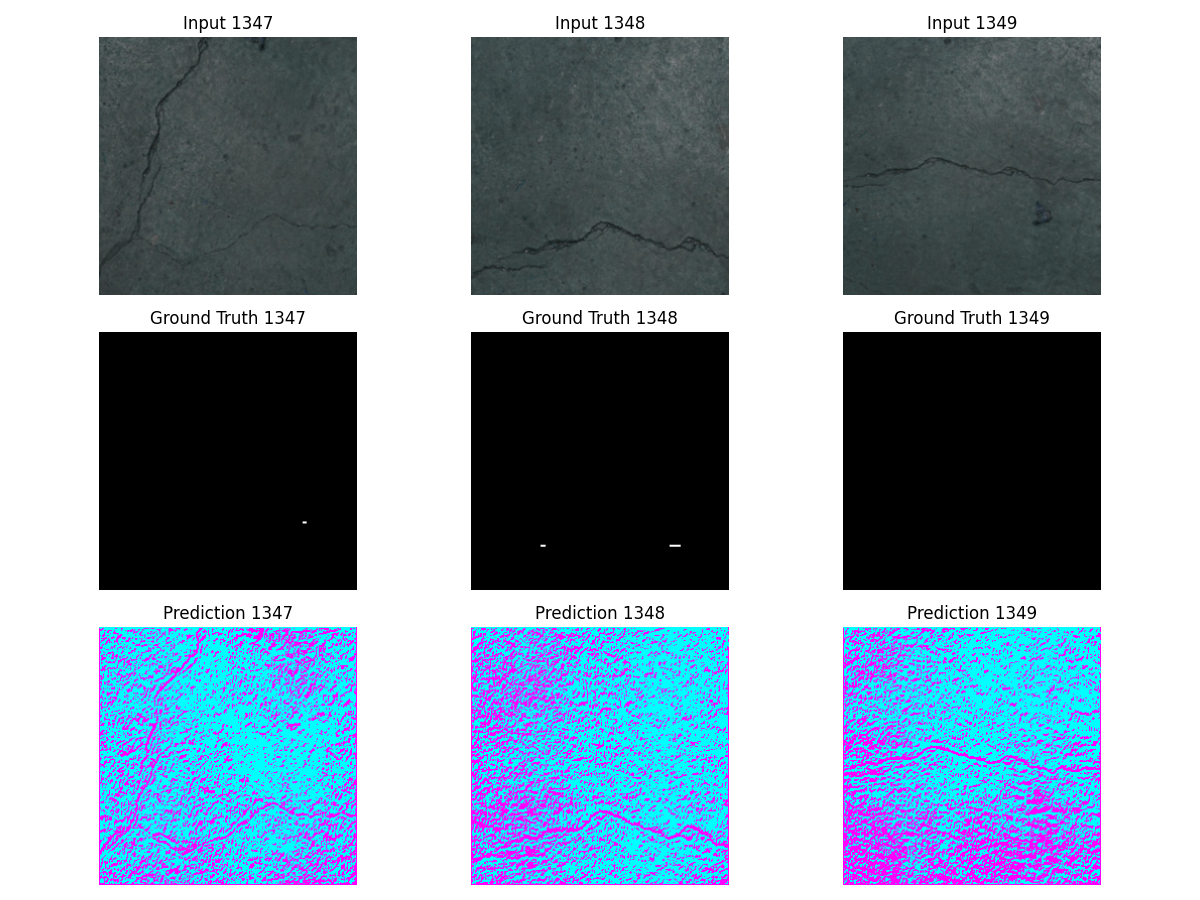 Input 1347
Input 1348
Input 1349
Ground Truth 1347
Ground Truth 1348
Ground Truth 1349
Prediction 1347
Prediction 1348
Prediction 1349